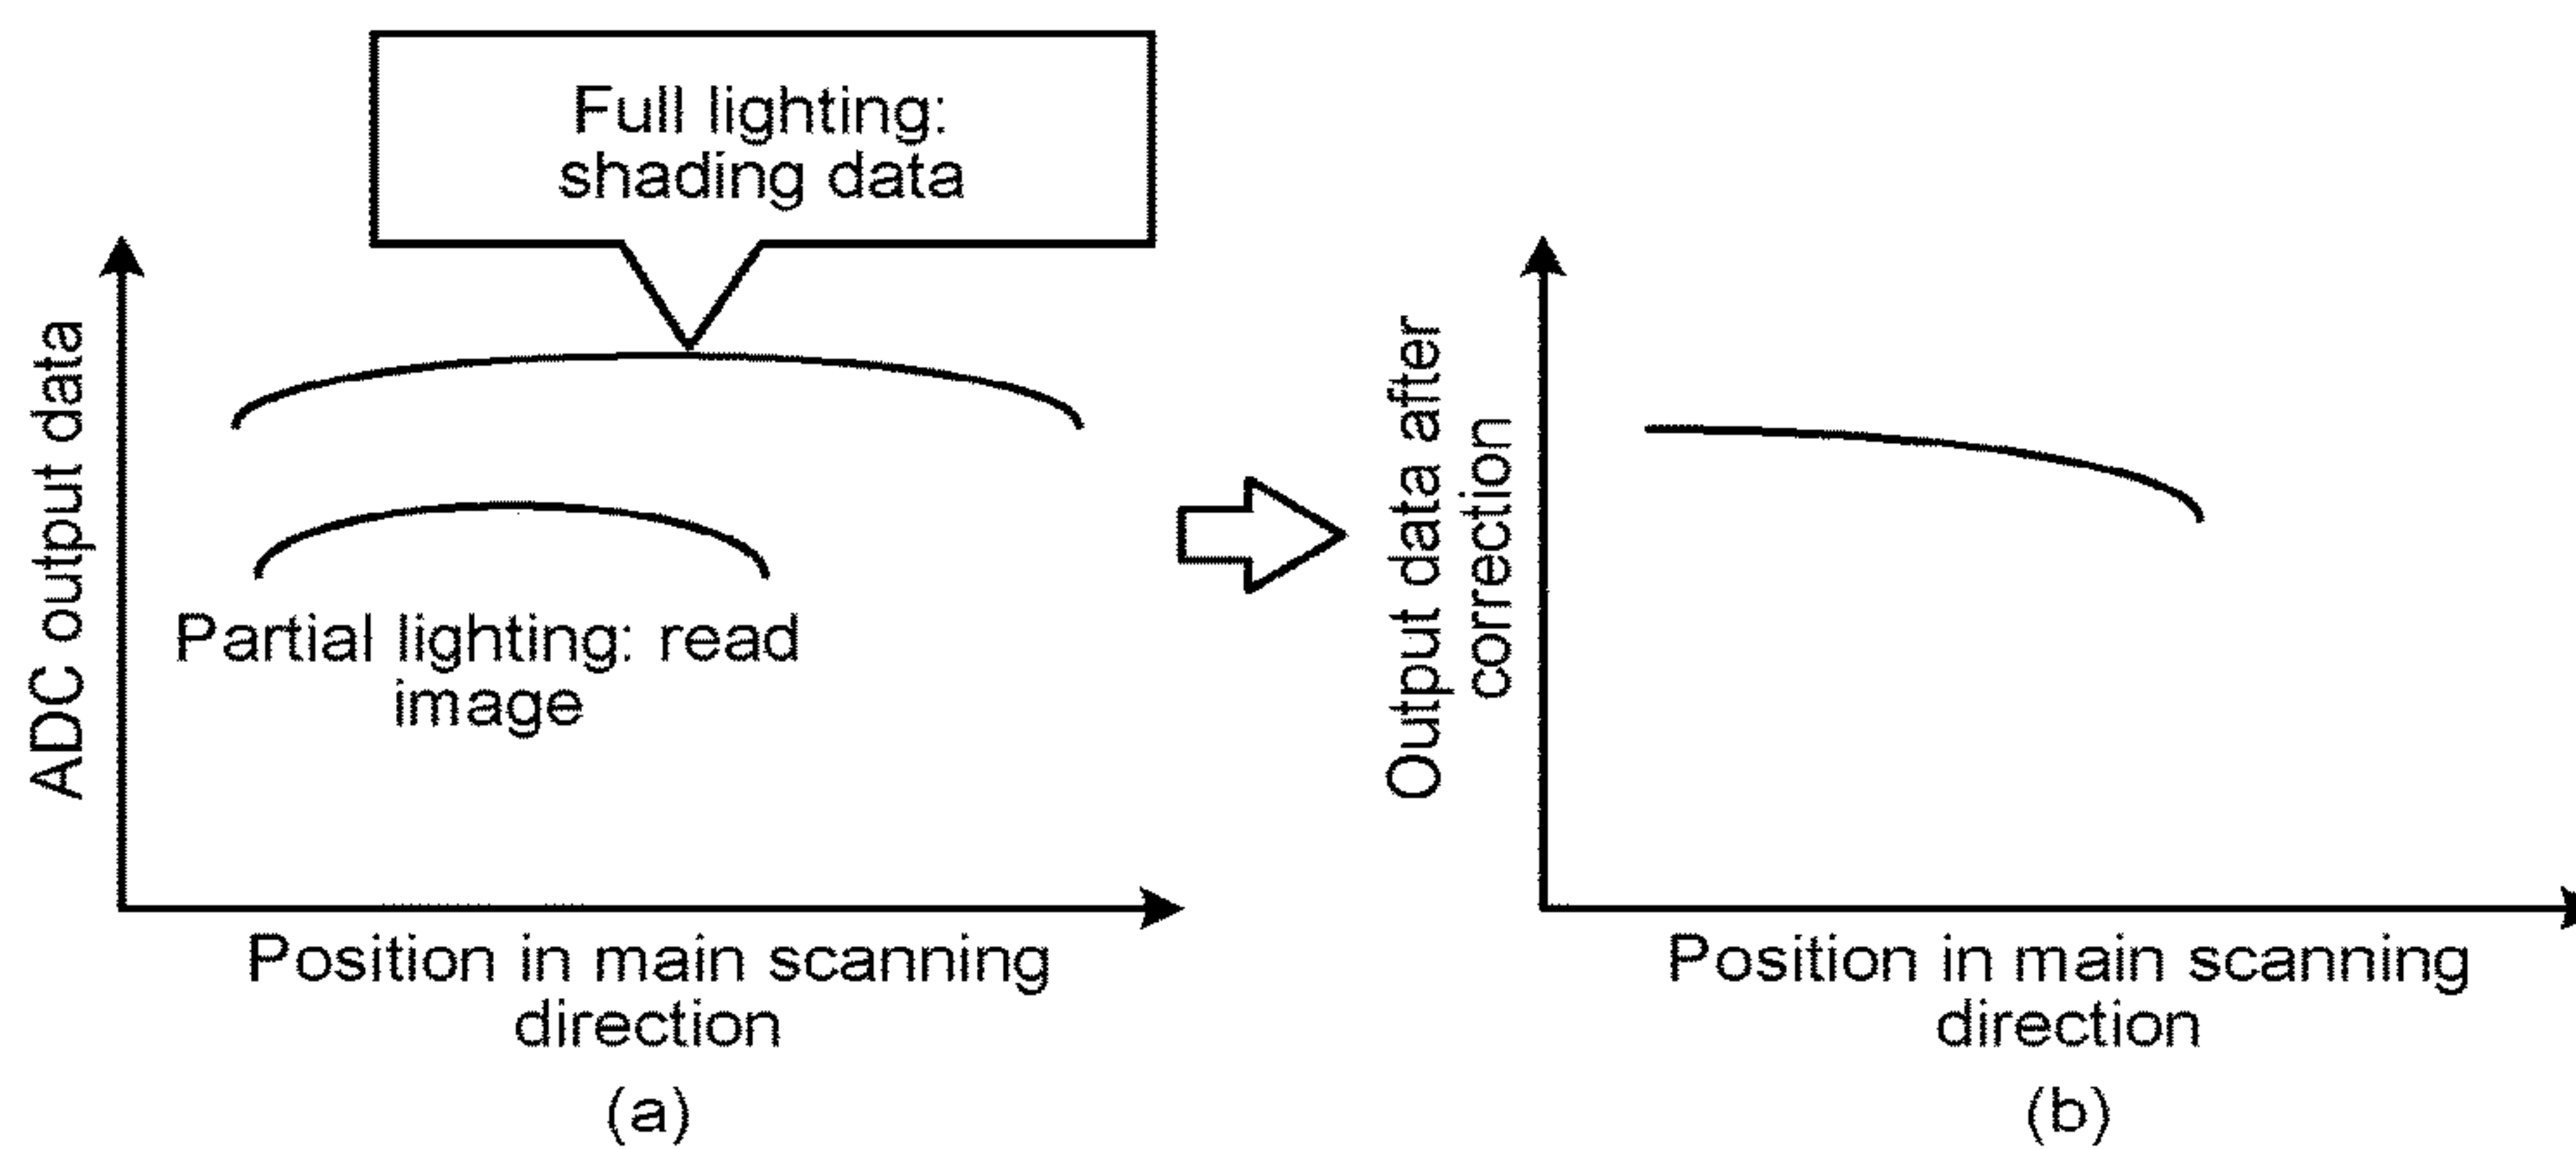 Full lighting:
shading data
ADC output data
Partial lighting: read
image
Position in main scanning
direction
(a)
Output data after
correction
Position in main scanning
direction
(b)